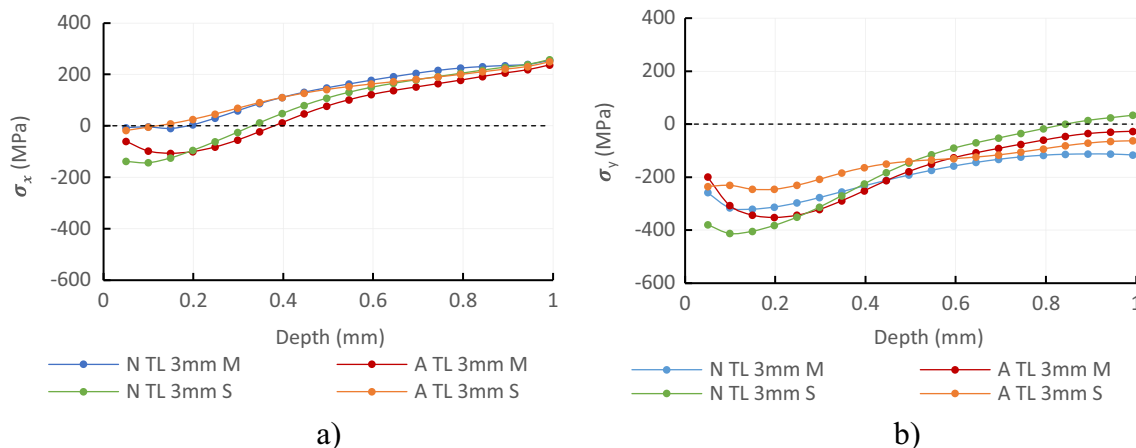 400
200
0
-200
-400
-600
σx (MPa)
0 0.2 0.4 0.6 0.8 1
Depth (mm)
N TL 3mm M A TL 3mm M
N TL 3mm S A TL 3mm S
a)
400
200
0
-200
-400
-600
σy (MPa)
0 0.2 0.4 0.6 0.8 1
Depth (mm)
N TL 3mm M A TL 3mm M
N TL 3mm S A TL 3mm S
b)